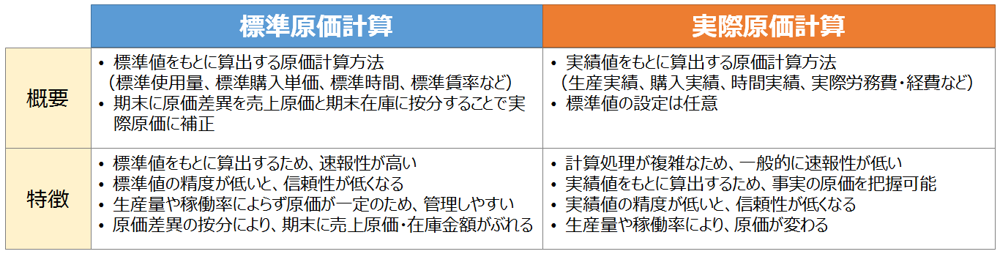 標準原価計算
実際原価計算
概要
• 標準値をもとに算出する原価計算方法
(標準使用量、標準購入単価、標準時間、標準賃率など)
• 期末に原価差異を売上原価と期末在庫に按分することで実
際原価に補正
• 実績値をもとに算出する原価計算方法
(生産実績、購入実績、時間実績、実際労務費・経費など)
• 標準値の設定は任意
特徴
• 標準値をもとに算出するため、速報性が高い
• 標準値の精度が低いと、信頼性が低くなる
• 生産量や稼働率によらず原価が一定のため、管理しやすい
• 原価差異の按分により、期末に売上原価・在庫金額がぶれる
• 計算処理が複雑なため、一般的に速報性が低い
• 実績値をもとに算出するため、事実の原価を把握可能
• 実績値の精度が低いと、信頼性が低くなる
• 生産量や稼働率により、原価が変わる